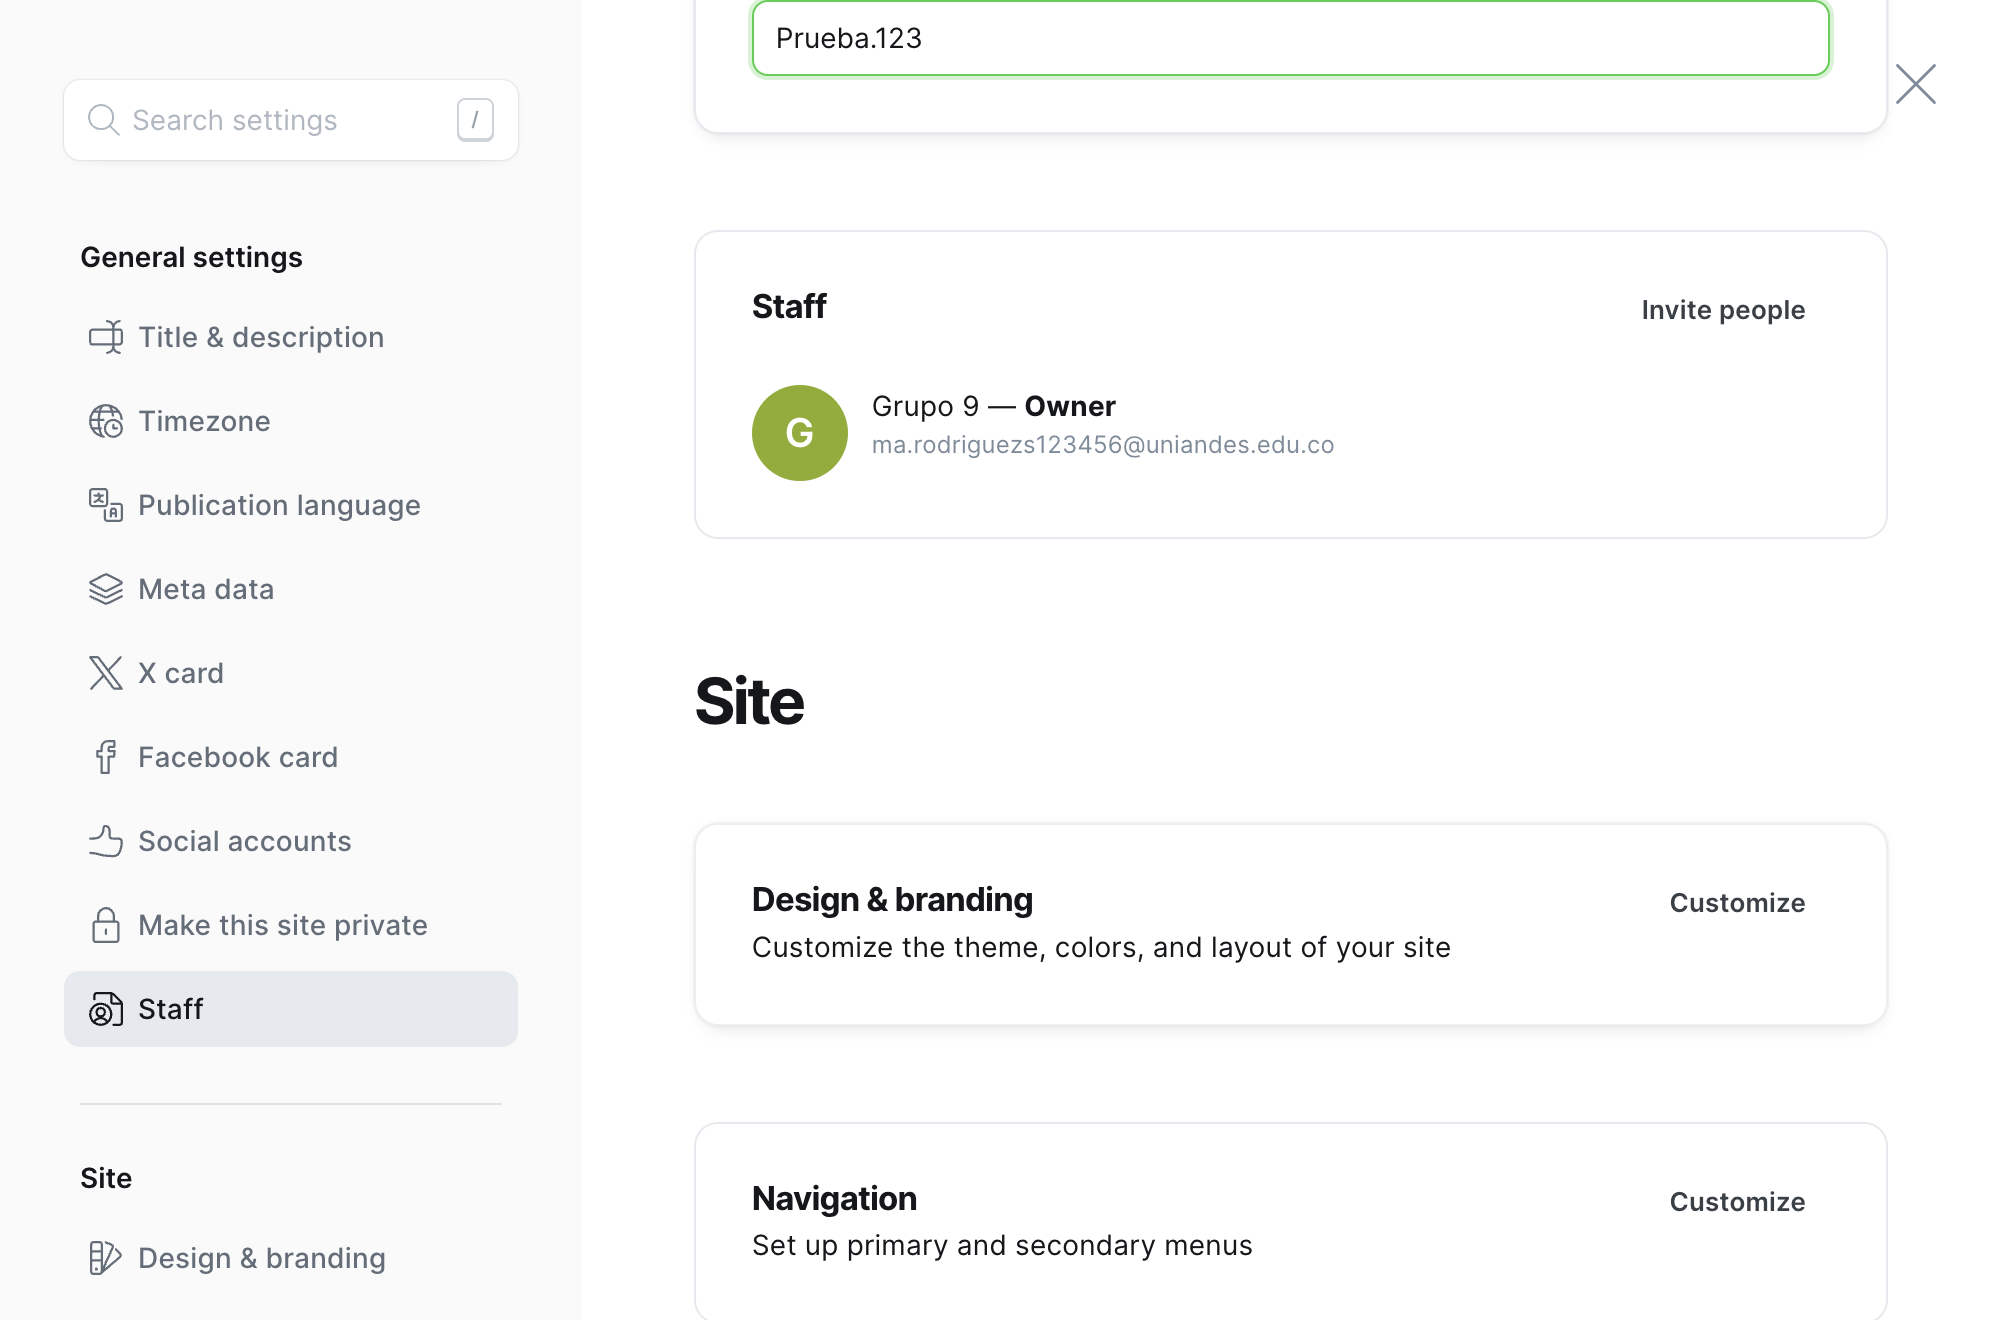 Search settings /
General settings
Title & description
Timezone
Publication language
Meta data
X card
Facebook card
Social accounts
Make this site private
Staff
Site
Design & branding
Prueba.123
Staff
Invite people
G
Grupo 9 — Owner
ma.rodriguezs123456@uniandes.edu.co
Site
Design & branding
Customize
Customize the theme, colors, and layout of your site
Navigation
Customize
Set up primary and secondary menus